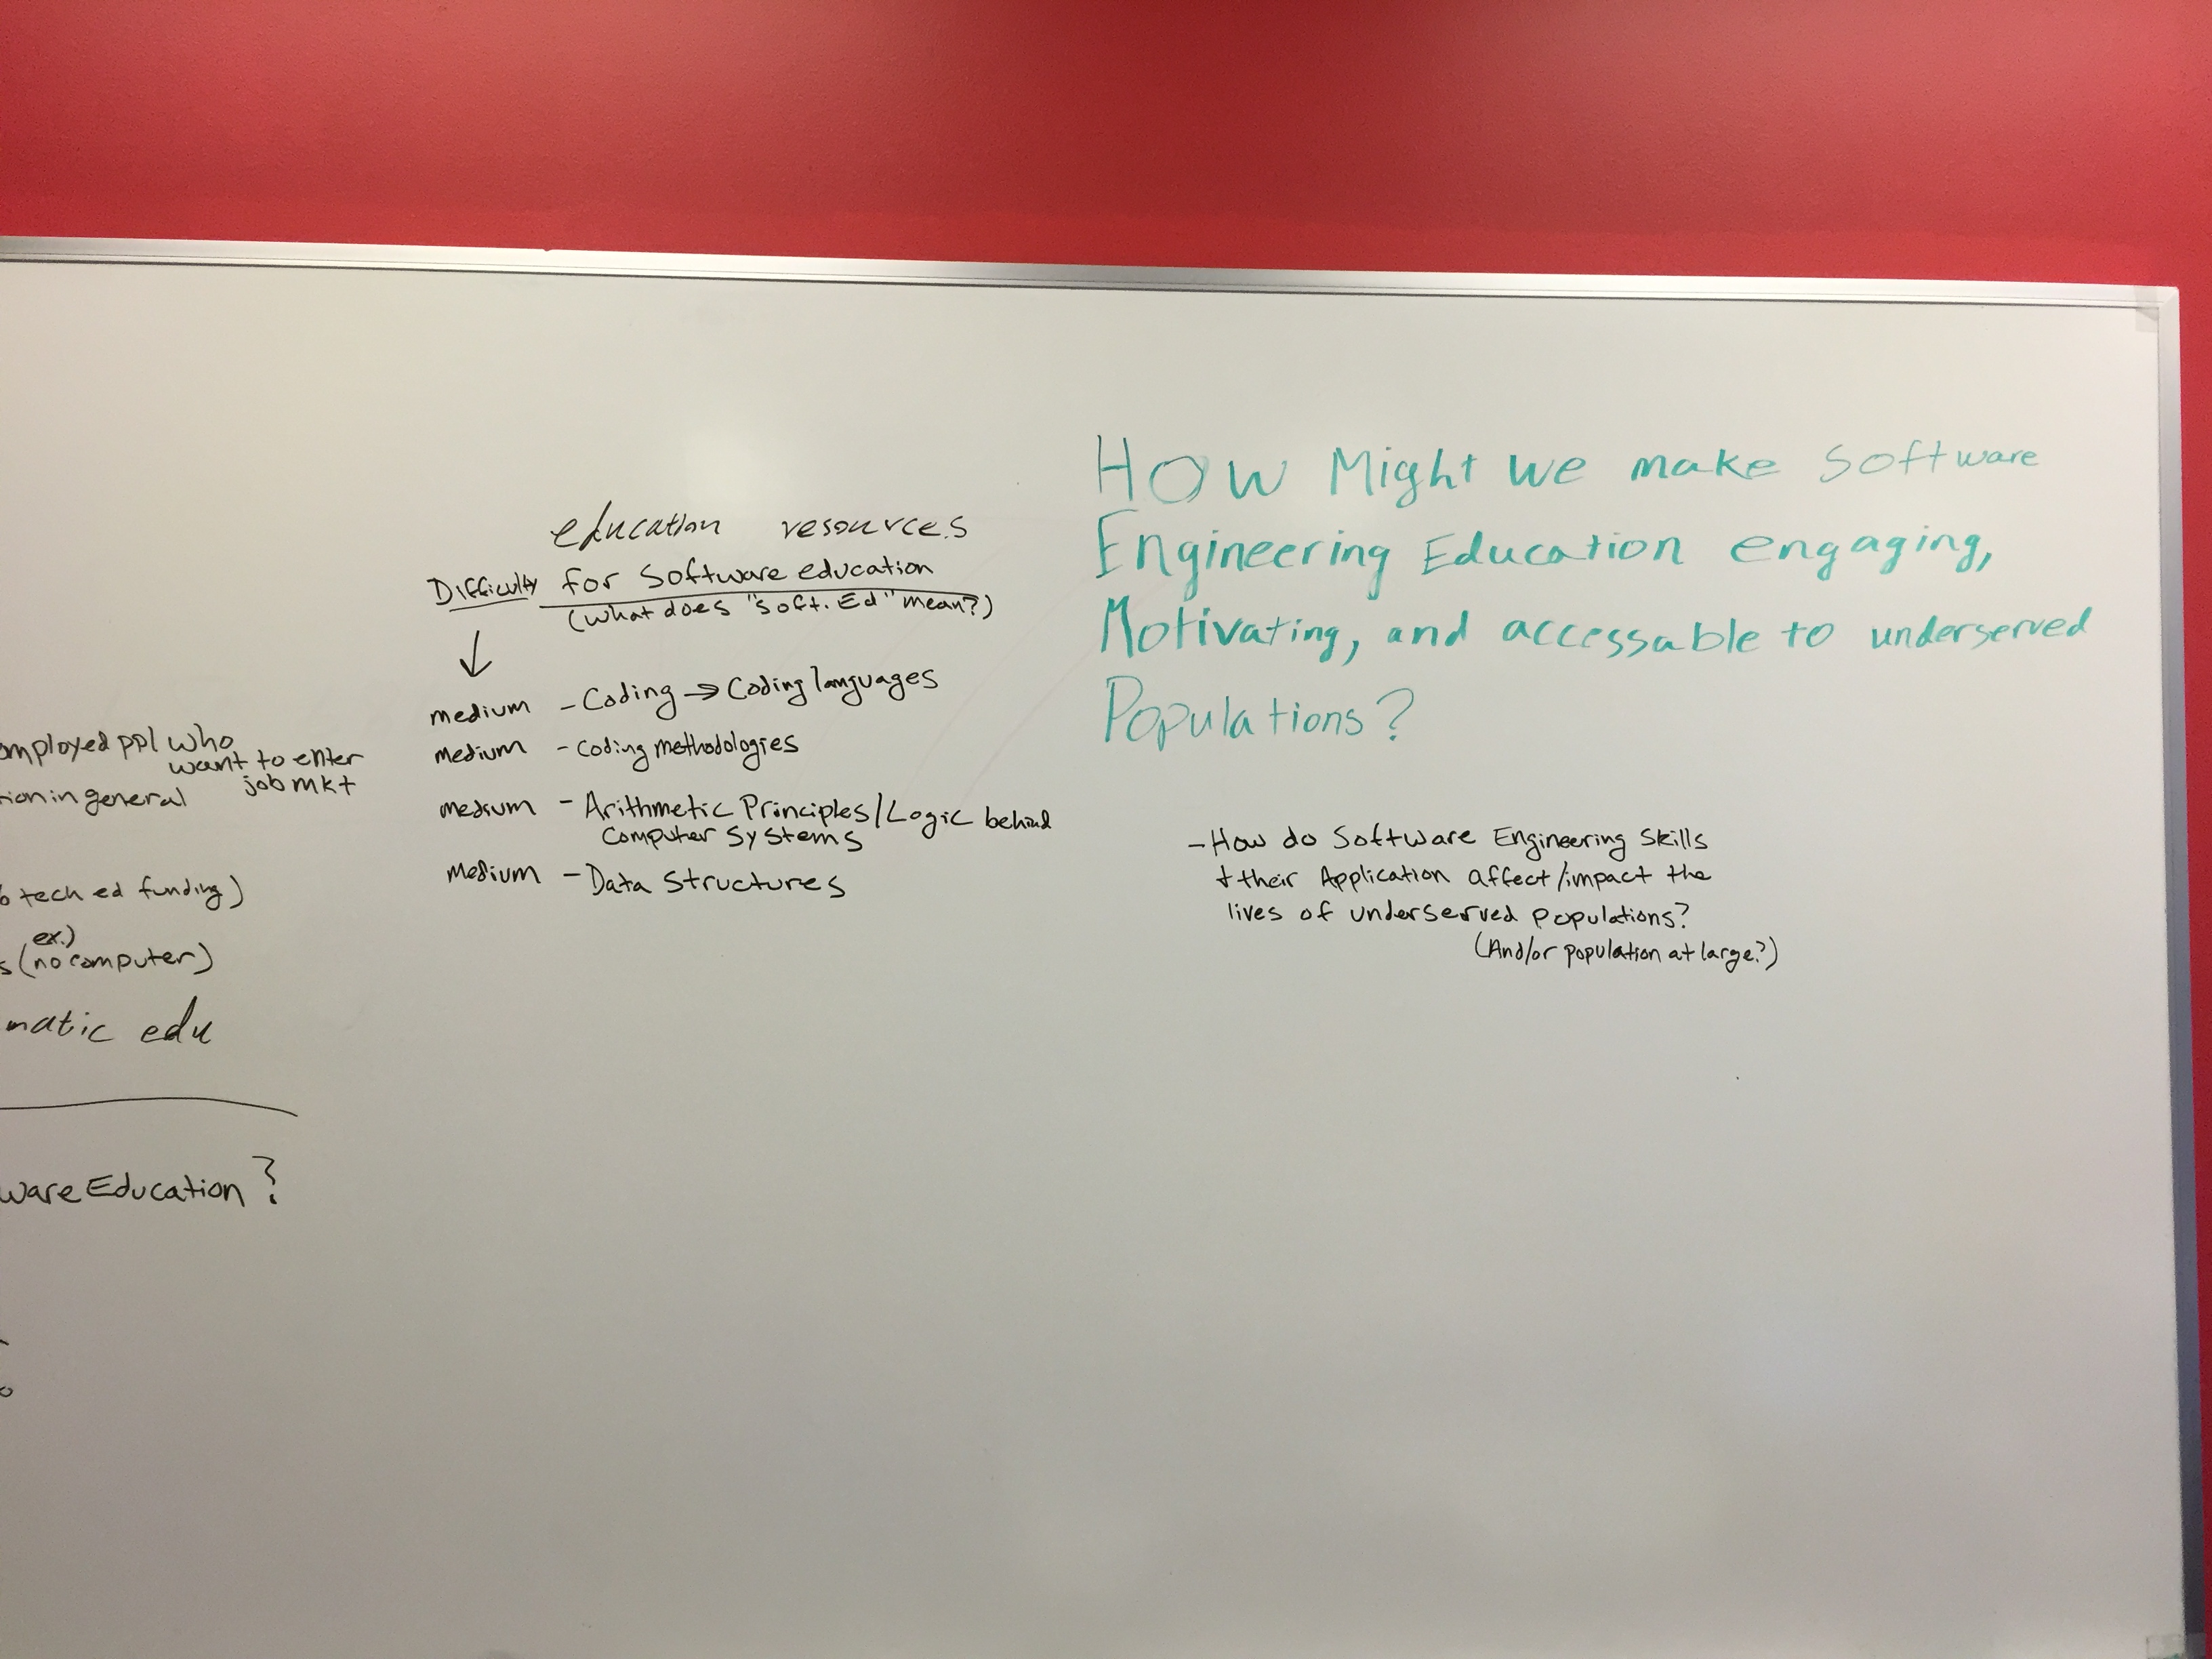 education resources
Difficulty for Software education
(what does "soft. Ed" mean?)
medium - Coding → Coding languages
medium - coding methodologies
medium - Arithmetic Principles/Logic behind
computer systems
medium - Data Structures
ppl who
want to enter
job mkt
in general
tech ed funding)
ex.)
(no computer)
edu
Education?
How Might we make software
Engineering Education engaging,
Motivating, and accessable to underserved
Populations?
- How do Software Engineering skills
+ their Application affect/impact the
lives of underserved populations?
(And/or population at large?)